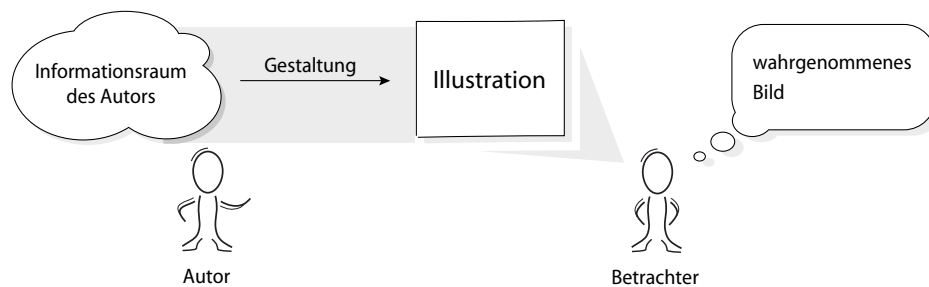 Informationsraum
des Autors
Gestaltung
Illustration
wahrgenommenes
Bild
Autor
Betrachter